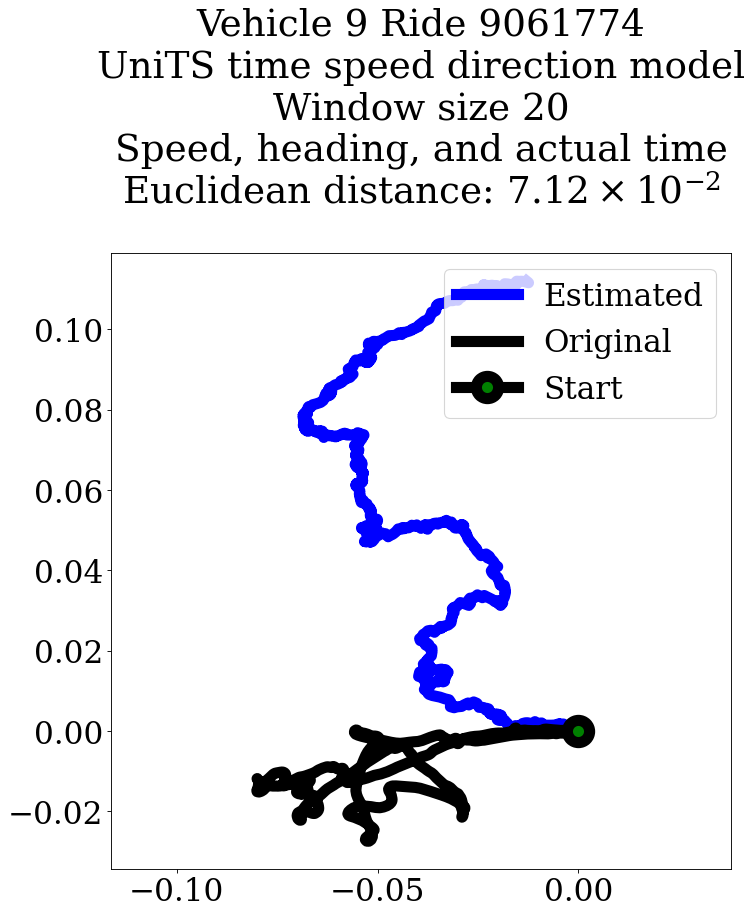 Vehicle 9 Ride 9061774
UniTS time speed direction model
Window size 20
Speed, heading, and actual time
Euclidean distance: 7.12 × 10⁻²
Estimated
Original
Start
0.10
0.08
0.06
0.04
0.02
0.00
−0.02
−0.10
−0.05
0.00